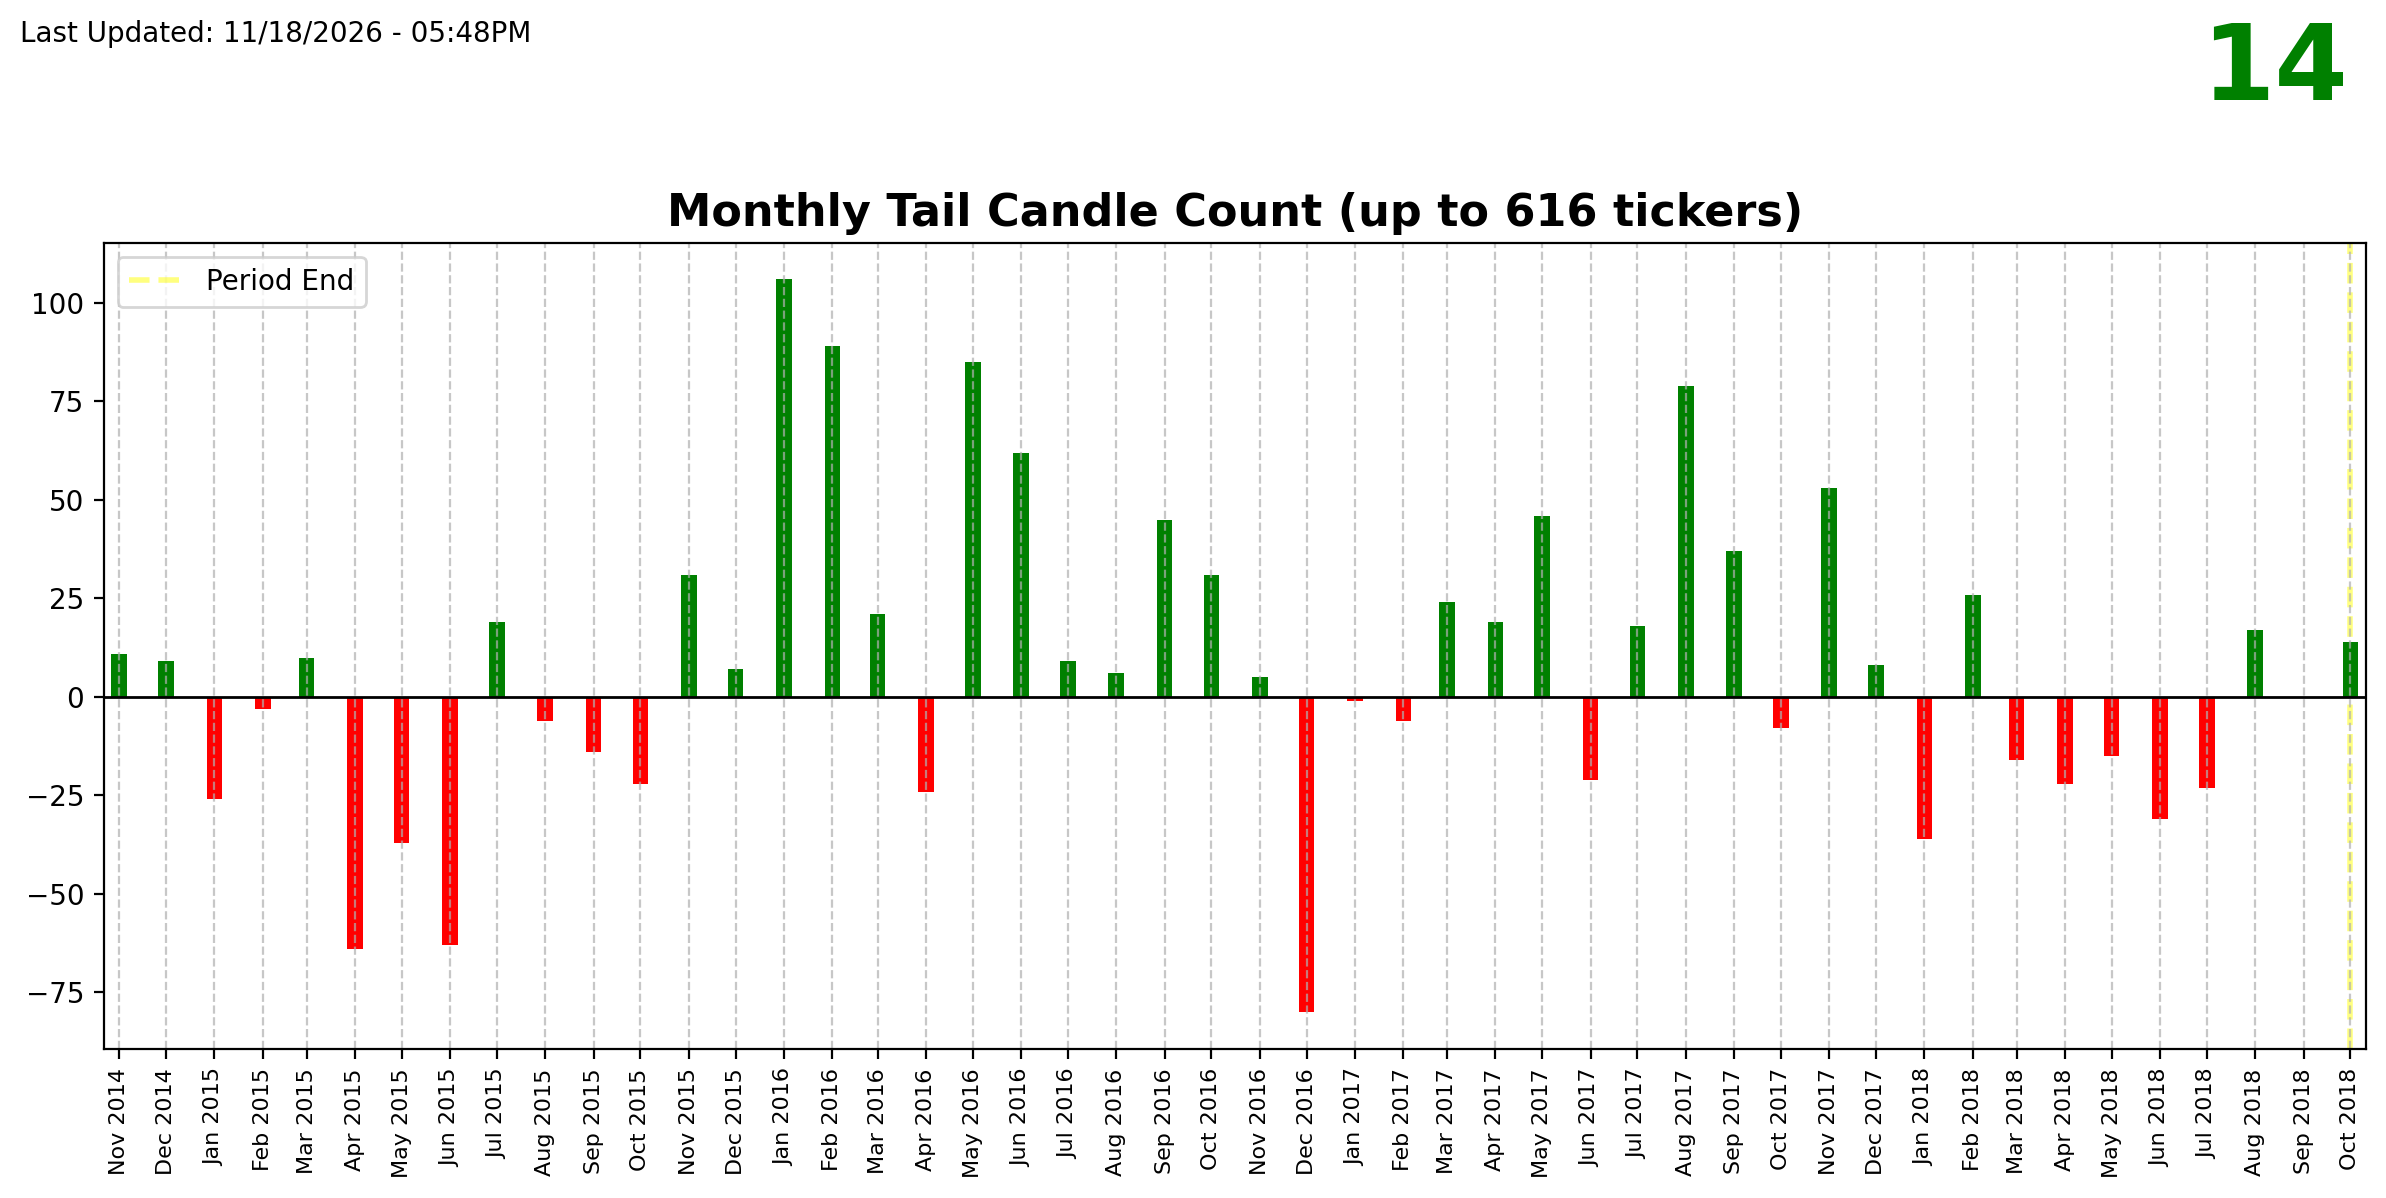 Last Updated: 11/18/2026 - 05:48PM
14
Monthly Tail Candle Count (up to 616 tickers)
Period End
100
75
50
25
0
−25
−50
−75
Nov 2014
Dec 2014
Jan 2015
Feb 2015
Mar 2015
Apr 2015
May 2015
Jun 2015
Jul 2015
Aug 2015
Sep 2015
Oct 2015
Nov 2015
Dec 2015
Jan 2016
Feb 2016
Mar 2016
Apr 2016
May 2016
Jun 2016
Jul 2016
Aug 2016
Sep 2016
Oct 2016
Nov 2016
Dec 2016
Jan 2017
Feb 2017
Mar 2017
Apr 2017
May 2017
Jun 2017
Jul 2017
Aug 2017
Sep 2017
Oct 2017
Nov 2017
Dec 2017
Jan 2018
Feb 2018
Mar 2018
Apr 2018
May 2018
Jun 2018
Jul 2018
Aug 2018
Sep 2018
Oct 2018